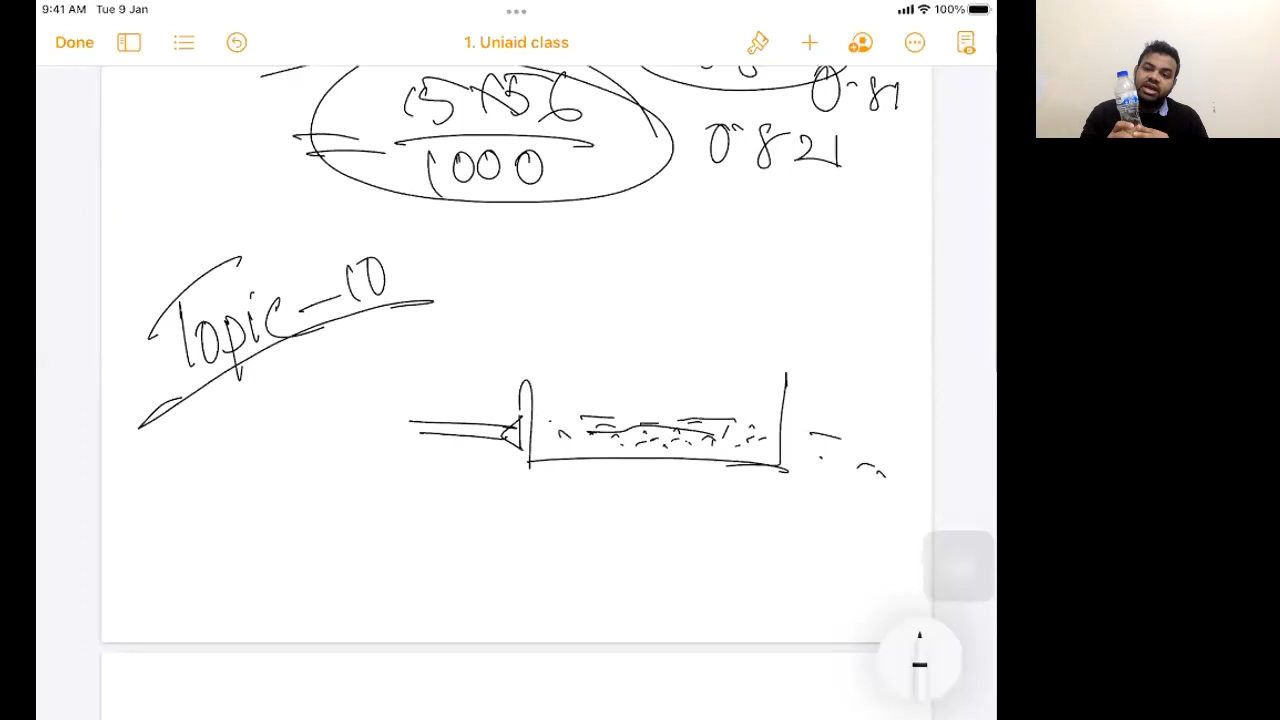 9:41 AM Tue 9 Jan
100%
Done
1. Uniaid class
0.81
0.821
1000
Topic-10